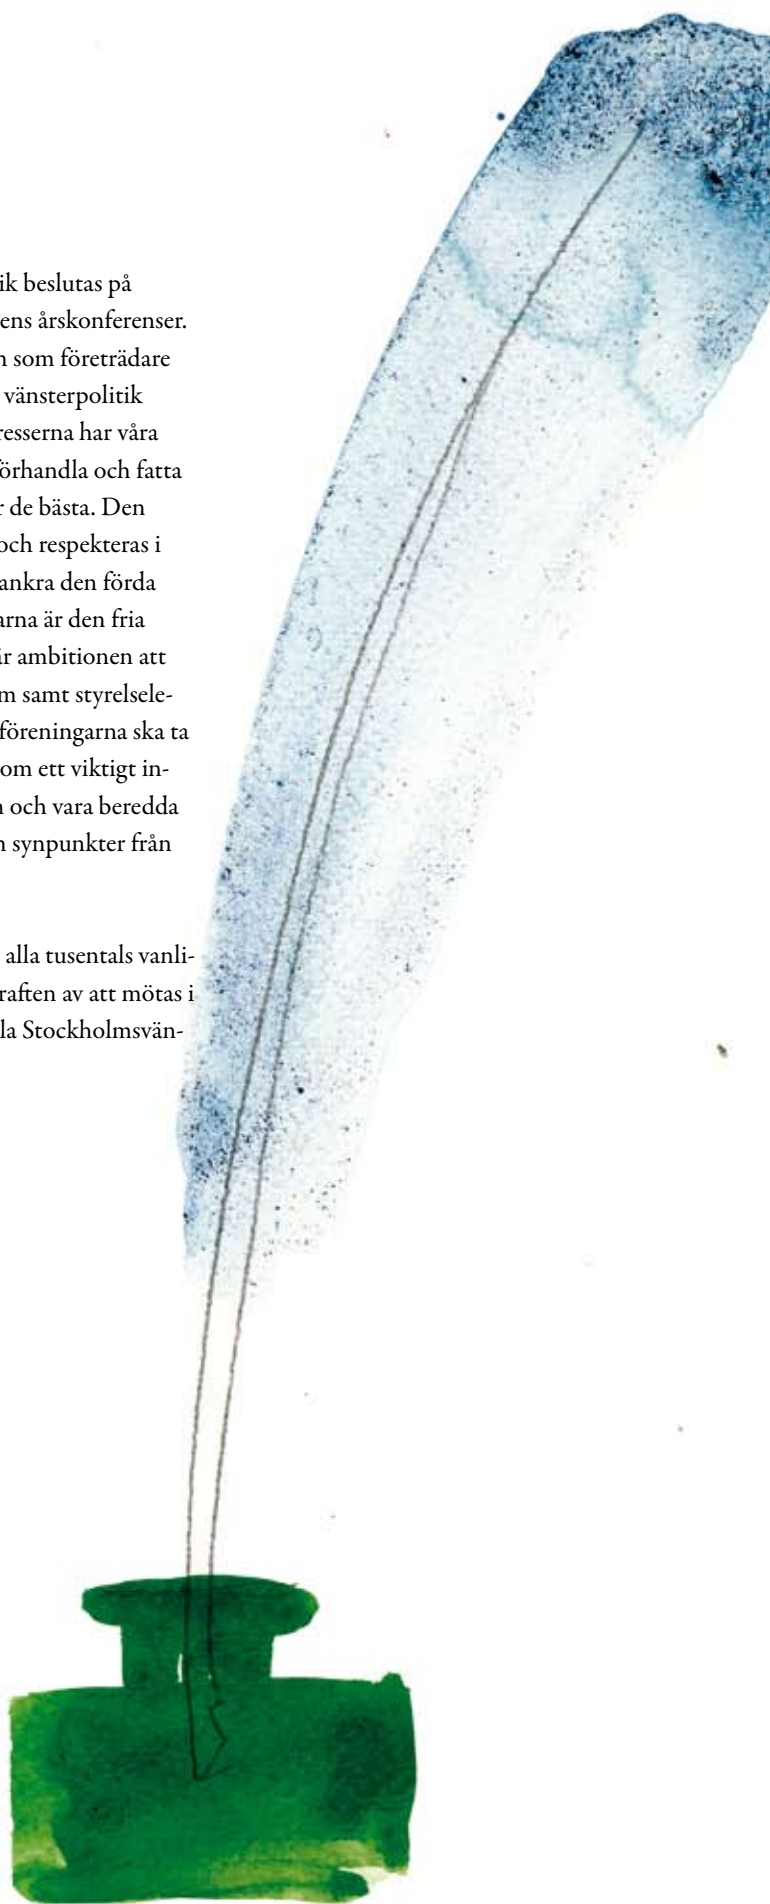 ik beslutas på
ens årskonferenser.
n som företrädare
vänsterpolitik
resserna har våra
förhandla och fatta
r de bästa. Den
och respekteras i
ankra den förda
arna är den fria
är ambitionen att
m samt styrelsele-
föreningarna ska ta
om ett viktigt in-
n och vara beredda
n synpunkter från
alla tusentals vanli-
raften av att mötas i
la Stockholmsvän-